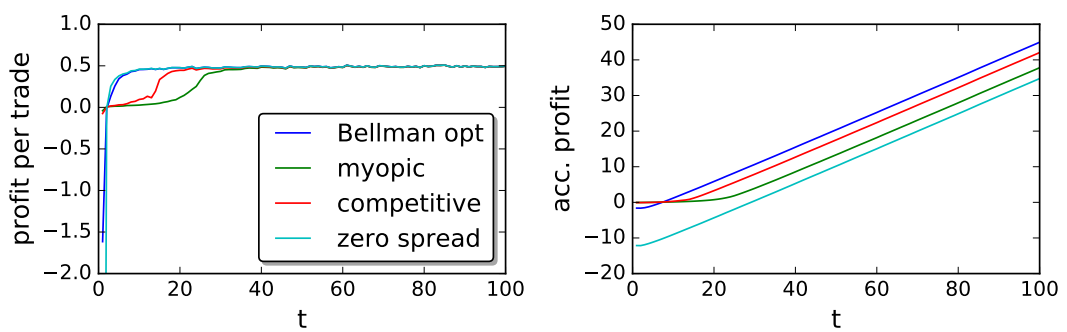 profit per trade
1.0
0.5
0.0
−0.5
−1.0
−1.5
−2.0
0 20 40 60 80 100
t
Bellman opt
myopic
competitive
zero spread
acc. profit
50
40
30
20
10
0
−10
−20
0 20 40 60 80 100
t